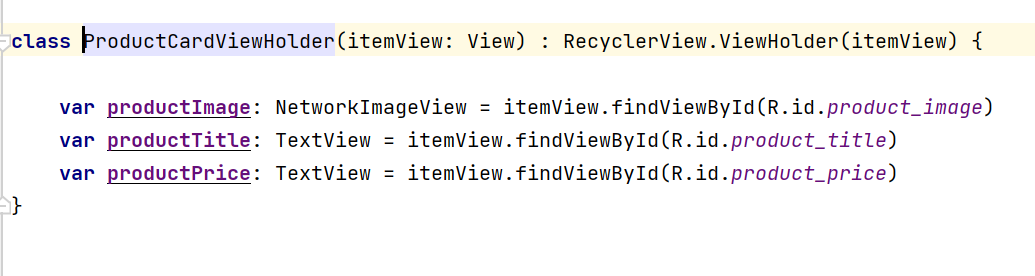 class ProductCardViewHolder(itemView: View) : RecyclerView.ViewHolder(itemView) {
var productImage: NetworkImageView = itemView.findViewById(R.id.product_image)
var productTitle: TextView = itemView.findViewById(R.id.product_title)
var productPrice: TextView = itemView.findViewById(R.id.product_price)
}